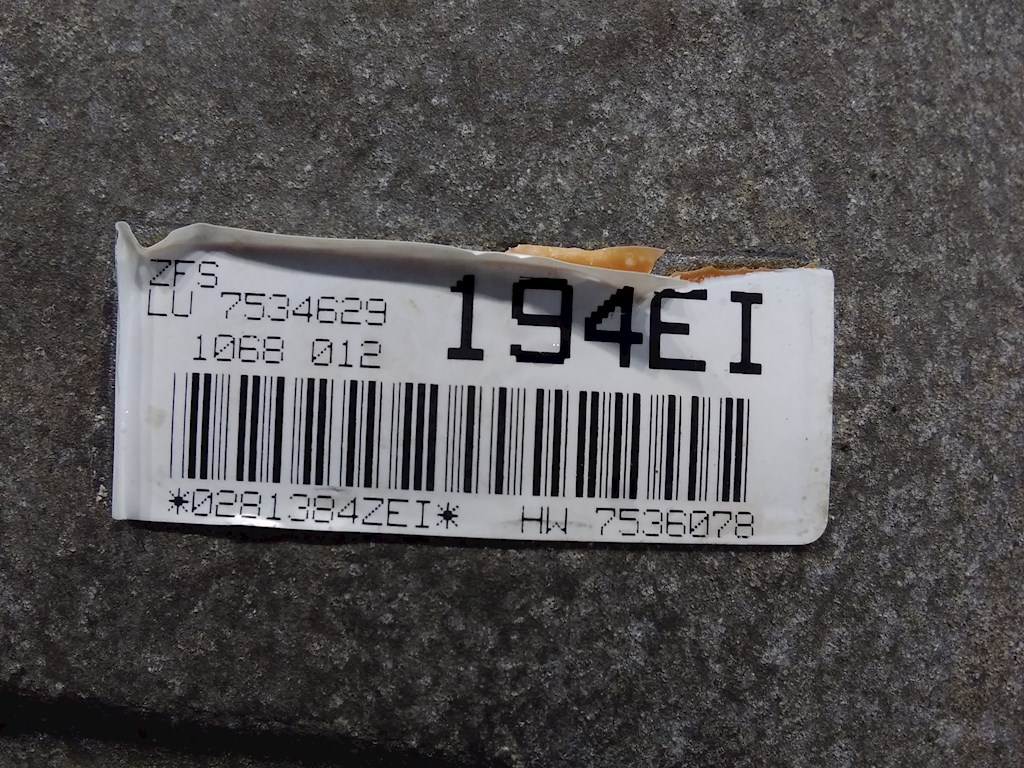 ZFS
LU 7534629
1068 012
194EI
*0281384ZEI*
HW 7536078